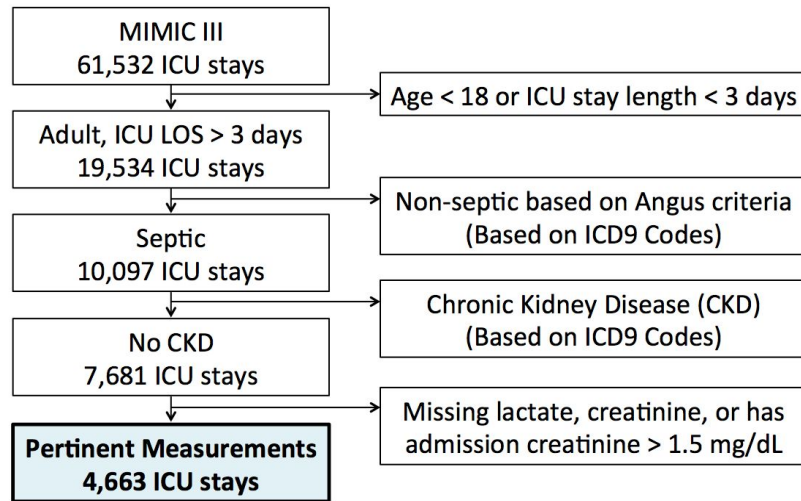 MIMIC III
61,532 ICU stays
Age < 18 or ICU stay length < 3 days
Adult, ICU LOS > 3 days
19,534 ICU stays
Non-septic based on Angus criteria
(Based on ICD9 Codes)
Septic
10,097 ICU stays
Chronic Kidney Disease (CKD)
(Based on ICD9 Codes)
No CKD
7,681 ICU stays
Missing lactate, creatinine, or has
admission creatinine > 1.5 mg/dL
Pertinent Measurements
4,663 ICU stays